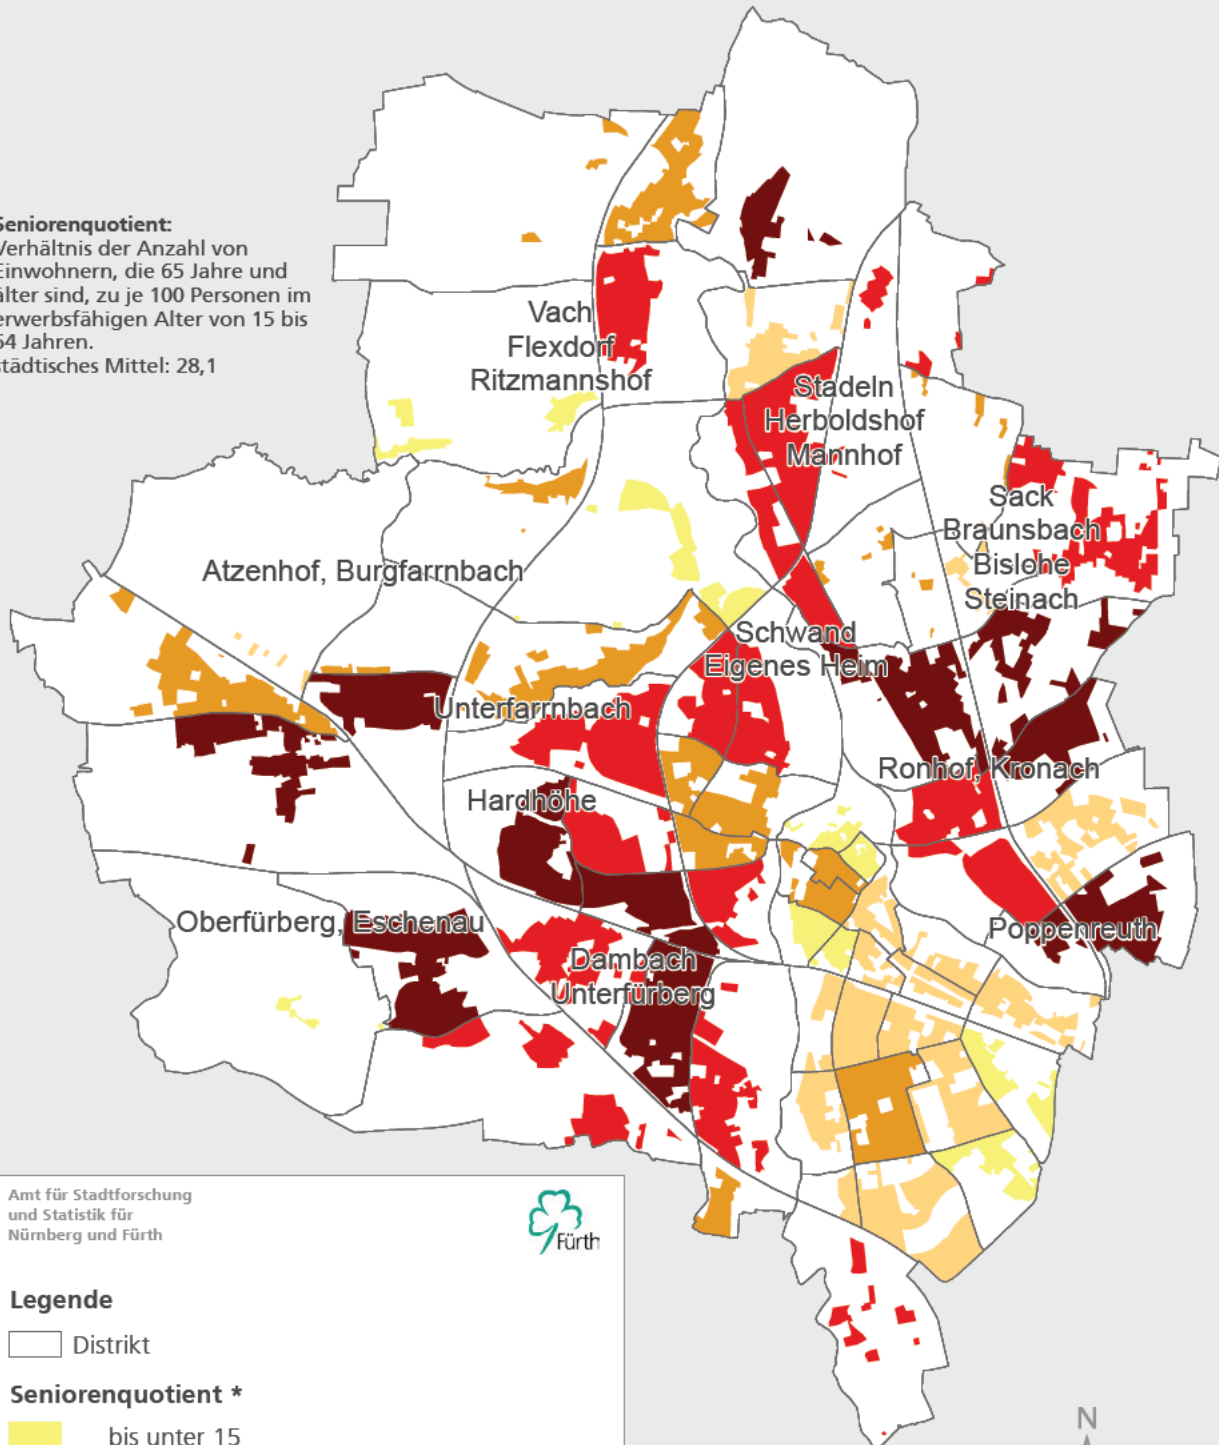 Seniorenquotient:
Verhältnis der Anzahl von
Einwohnern, die 65 Jahre und
älter sind, zu je 100 Personen im
erwerbsfähigen Alter von 15 bis
64 Jahren.
städtisches Mittel: 28,1
Vach
Flexdorf
Ritzmannshof
Stadeln
Herboldshof
Mannhof
Sack
Braunsbach
Bislohe
Steinach
Atzenhof, Burgfarrnbach
Schwand
Eigenes Heim
Unterfarrnbach
Ronhof, Kronach
Hardhöhe
Oberfürberg, Eschenau
Poppenreuth
Dambach
Unterfürberg
Amt für Stadtforschung
und Statistik für
Nürnberg und Fürth
Fürth
Legende
Distrikt
Seniorenquotient *
bis unter 15
N